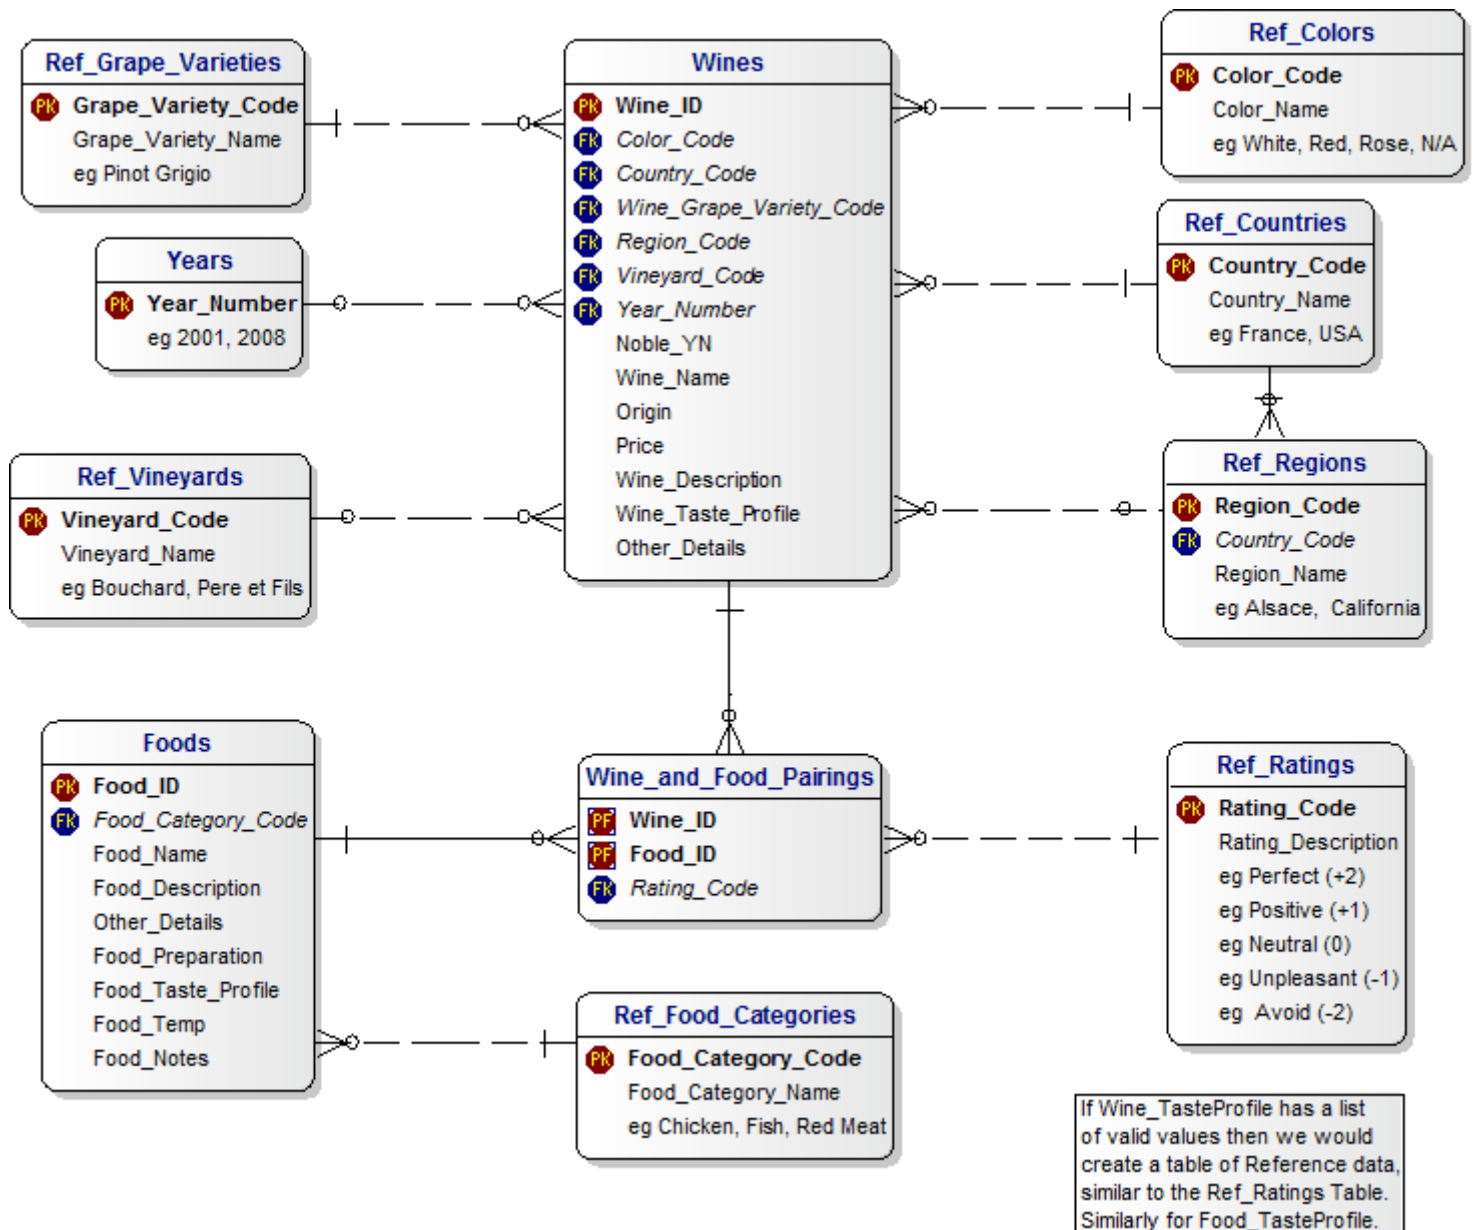 Ref_Grape_Varieties
PK Grape_Variety_Code
Grape_Variety_Name
eg Pinot Grigio
Years
PK Year_Number
eg 2001, 2008
Ref_Vineyards
PK Vineyard_Code
Vineyard_Name
eg Bouchard, Pere et Fils
Wines
PK Wine_ID
FK Color_Code
FK Country_Code
FK Wine_Grape_Variety_Code
FK Region_Code
FK Vineyard_Code
FK Year_Number
Noble_YN
Wine_Name
Origin
Price
Wine_Description
Wine_Taste_Profile
Other_Details
Ref_Colors
PK Color_Code
Color_Name
eg White, Red, Rose, N/A
Ref_Countries
PK Country_Code
Country_Name
eg France, USA
Ref_Regions
PK Region_Code
FK Country_Code
Region_Name
eg Alsace, California
Foods
PK Food_ID
FK Food_Category_Code
Food_Name
Food_Description
Other_Details
Food_Preparation
Food_Taste_Profile
Food_Temp
Food_Notes
Wine_and_Food_Pairings
PF Wine_ID
PF Food_ID
FK Rating_Code
Ref_Food_Categories
PK Food_Category_Code
Food_Category_Name
eg Chicken, Fish, Red Meat
Ref_Ratings
PK Rating_Code
Rating_Description
eg Perfect (+2)
eg Positive (+1)
eg Neutral (0)
eg Unpleasant (-1)
eg Avoid (-2)
If Wine_TasteProfile has a list
of valid values then we would
create a table of Reference data,
similar to the Ref_Ratings Table.
Similarly for Food_TasteProfile.